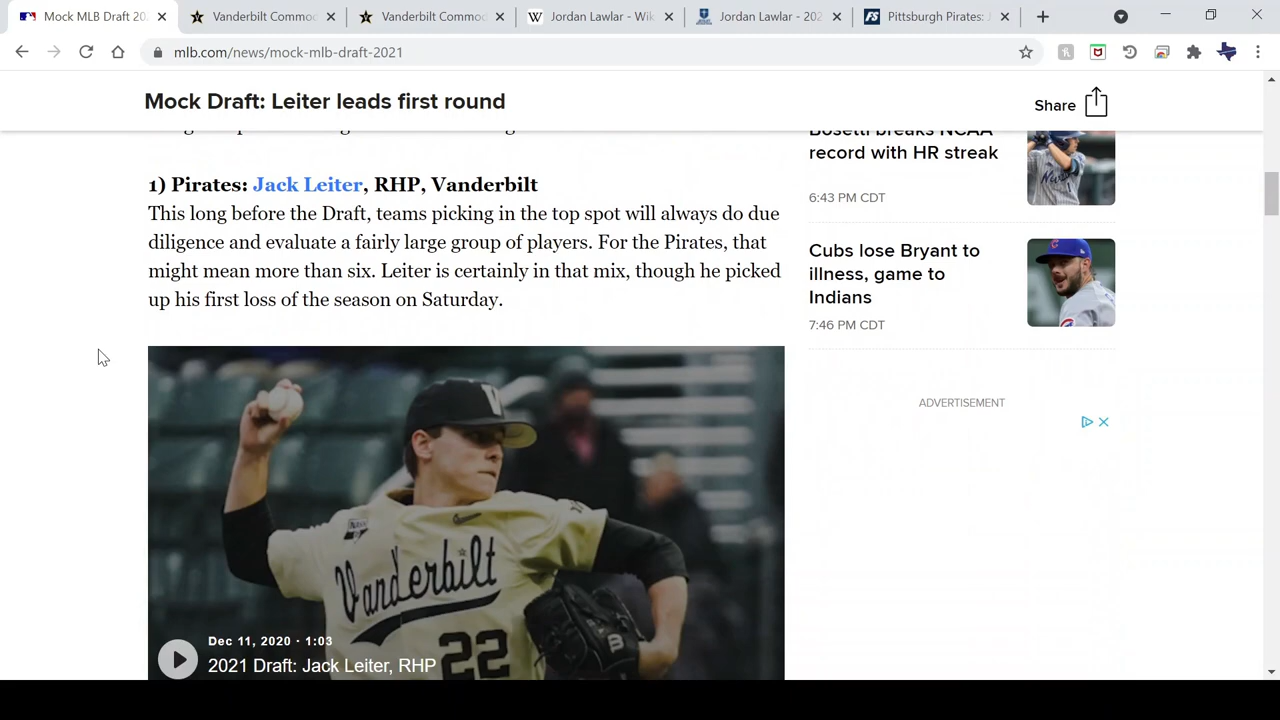 Mock MLB Draft 20
Vanderbilt Commod
Vanderbilt Commod
Jordan Lawlar - Wik
Jordan Lawlar - 202
Pittsburgh Pirates: J
mlb.com/news/mock-mlb-draft-2021
Mock Draft: Leiter leads first round
Share
Bosetti breaks NCAA
record with HR streak
6:43 PM CDT
1) Pirates: Jack Leiter, RHP, Vanderbilt
This long before the Draft, teams picking in the top spot will always do due
diligence and evaluate a fairly large group of players. For the Pirates, that
might mean more than six. Leiter is certainly in that mix, though he picked
up his first loss of the season on Saturday.
Cubs lose Bryant to
illness, game to
Indians
7:46 PM CDT
ADVERTISEMENT
V
Vanderbilt
22
Dec 11, 2020 · 1:03
2021 Draft: Jack Leiter, RHP